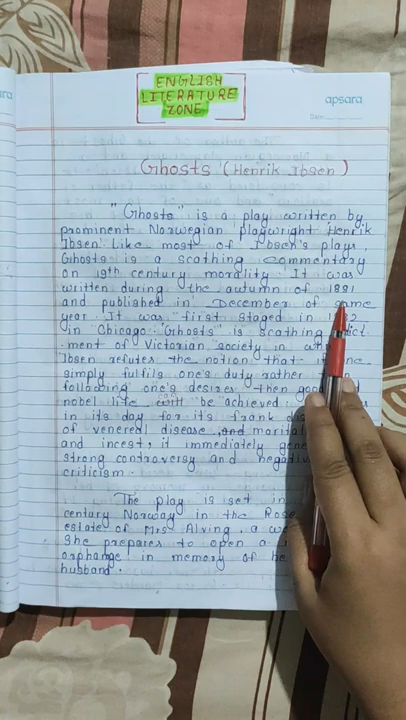 ENGLISH
LITERATURE
ZONE
apsara
Date:
Ghosts (Henrik Ibsen)
"Ghosts" is a play written by
prominent Norwegian playwright Henrik
Ibsen. Like most of Ibsen's plays,
Ghosts is a scathing commentary
on 19th century morality. It was
written during the autumn of 1881
and published in December of same
year. It was first staged in
in Chicago. "Ghosts" is scathing
ment of Victorian society in
Ibsen refutes the notion that
simply fulfils one's duty rather
following one's desires then
nobel life will be achieved.
in its day for its frank
of venereal disease, and
and incest, it immediately
strong controversy and
criticism.
The play is set in
century Norway in the
estate of Mrs Alving, a
She prepares to open a
orphange in memory of
husband.